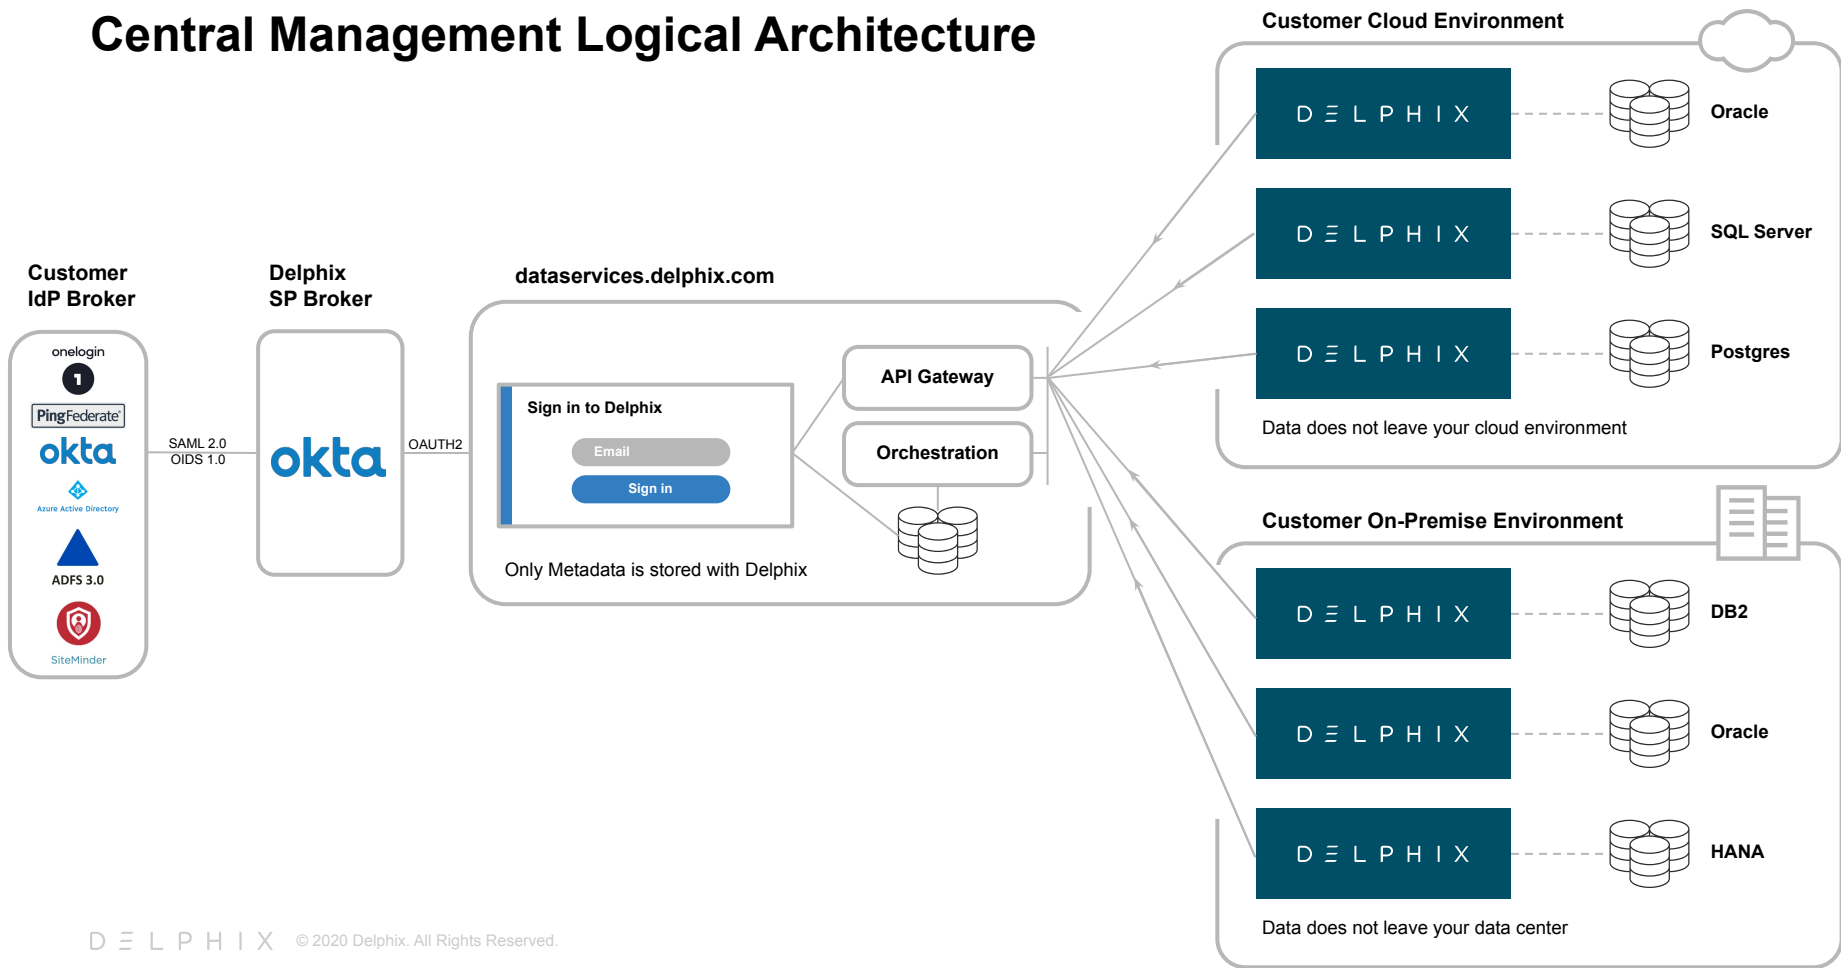 Central Management Logical Architecture
Customer
IdP Broker
onelogin
1
PingFederate®
okta
Azure Active Directory
ADFS 3.0
SiteMinder
SAML 2.0
OIDS 1.0
Delphix
SP Broker
okta
OAUTH2
dataservices.delphix.com
Sign in to Delphix
Email
Sign in
API Gateway
Orchestration
Only Metadata is stored with Delphix
Customer Cloud Environment
DELPHIX
Oracle
DELPHIX
SQL Server
DELPHIX
Postgres
Data does not leave your cloud environment
Customer On-Premise Environment
DELPHIX
DB2
DELPHIX
Oracle
DELPHIX
HANA
Data does not leave your data center
DELPHIX © 2020 Delphix. All Rights Reserved.